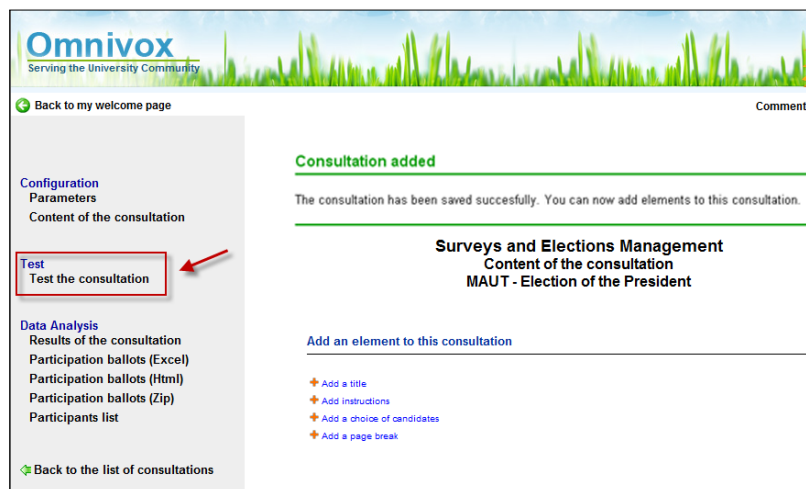 Omnivox
Serving the University Community
Back to my welcome page
Comment
Configuration
Parameters
Content of the consultation
Test
Test the consultation
Data Analysis
Results of the consultation
Participation ballots (Excel)
Participation ballots (Html)
Participation ballots (Zip)
Participants list
Back to the list of consultations
Consultation added
The consultation has been saved succesfully. You can now add elements to this consultation.
Surveys and Elections Management
Content of the consultation
MAUT - Election of the President
Add an element to this consultation
Add a title
Add instructions
Add a choice of candidates
Add a page break